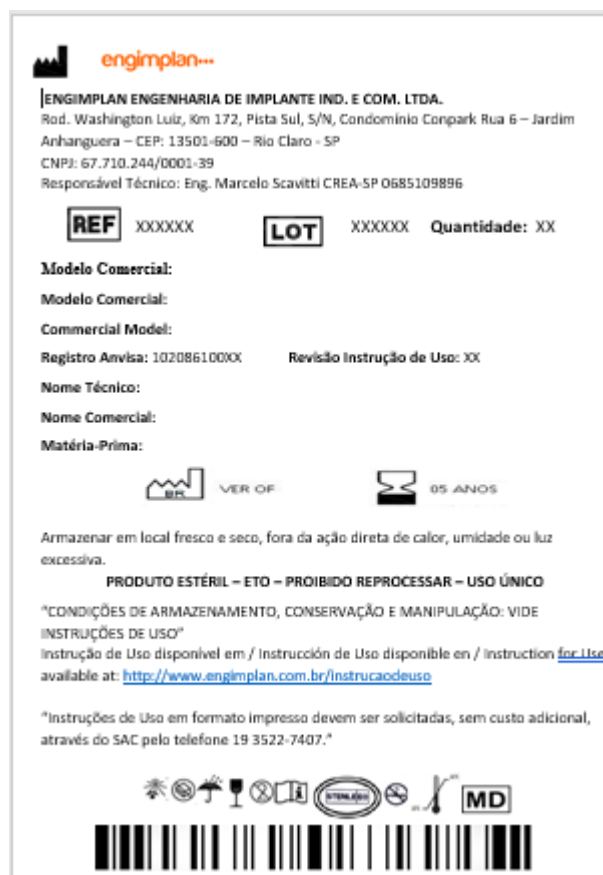 engimplan
ENGIMPLAN ENGENHARIA DE IMPLANTE IND. E COM. LTDA.
Rod. Washington Luiz, Km 172, Pista Sul, S/N, Condomínio Conpark Rua 6 – Jardim
Anhanguera – CEP: 13501-600 – Rio Claro - SP
CNPJ: 67.710.244/0001-39
Responsável Técnico: Eng. Marcelo Scavitti CREA-SP 0685109896
REF XXXXXX LOT XXXXXX Quantidade: XX
Modelo Comercial:
Modelo Comercial:
Commercial Model:
Registro Anvisa: 102086100XX Revisão Instrução de Uso: XX
Nome Técnico:
Nome Comercial:
Matéria-Prima:
BR VER OF 05 ANOS
Armazenar em local fresco e seco, fora da ação direta de calor, umidade ou luz
excessiva.
PRODUTO ESTÉRIL – ETO – PROIBIDO REPROCESSAR – USO ÚNICO
"CONDIÇÕES DE ARMAZENAMENTO, CONSERVAÇÃO E MANIPULAÇÃO: VIDE
INSTRUÇÕES DE USO"
Instrução de Uso disponível em / Instrucción de Uso disponible en / Instruction for Use
available at: http://www.engimplan.com.br/instrucaodeuso
"Instruções de Uso em formato impresso devem ser solicitadas, sem custo adicional,
através do SAC pelo telefone 19 3522-7407."
MD